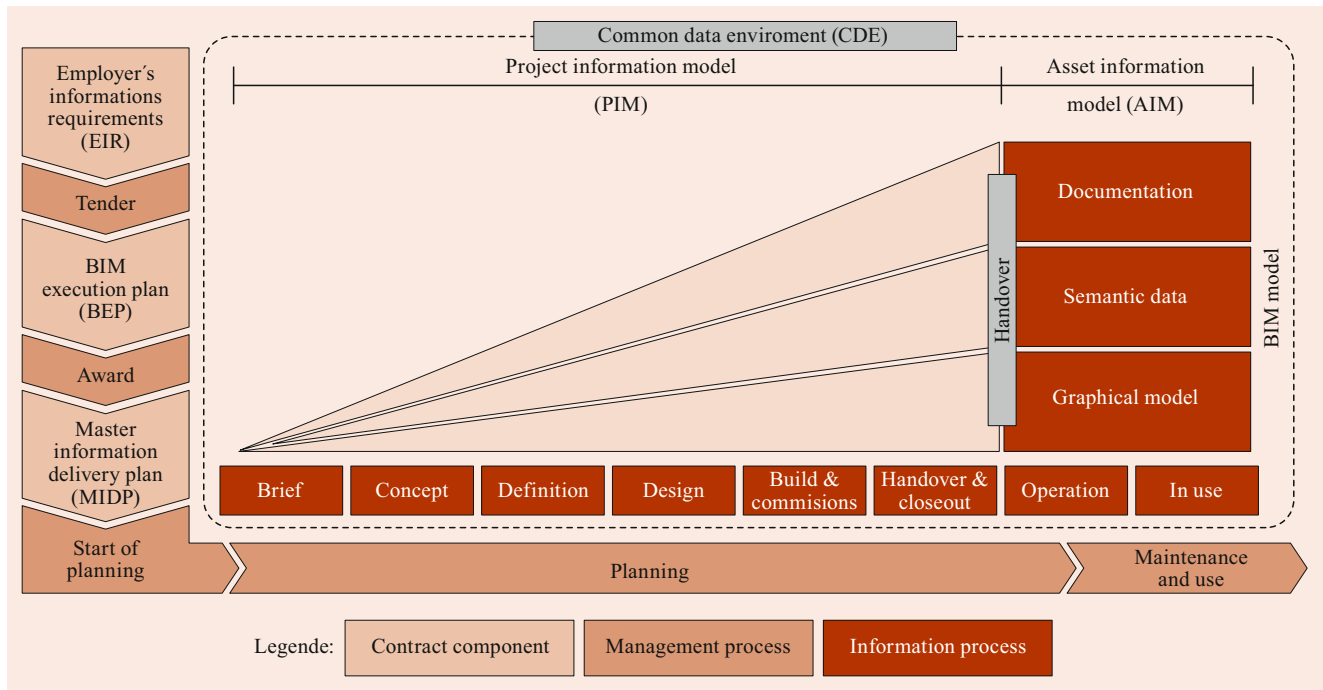 Common data enviroment (CDE)
Employer´s
informations
requirements
(EIR)
Tender
BIM
execution plan
(BEP)
Award
Master
information
delivery plan
(MIDP)
Start of
planning
Project information model
(PIM)
Asset information
model (AIM)
Documentation
Semantic data
Graphical model
Handover
BIM model
Brief
Concept
Definition
Design
Build &
commisions
Handover &
closeout
Operation
In use
Planning
Maintenance
and use
Legende:
Contract component
Management process
Information process